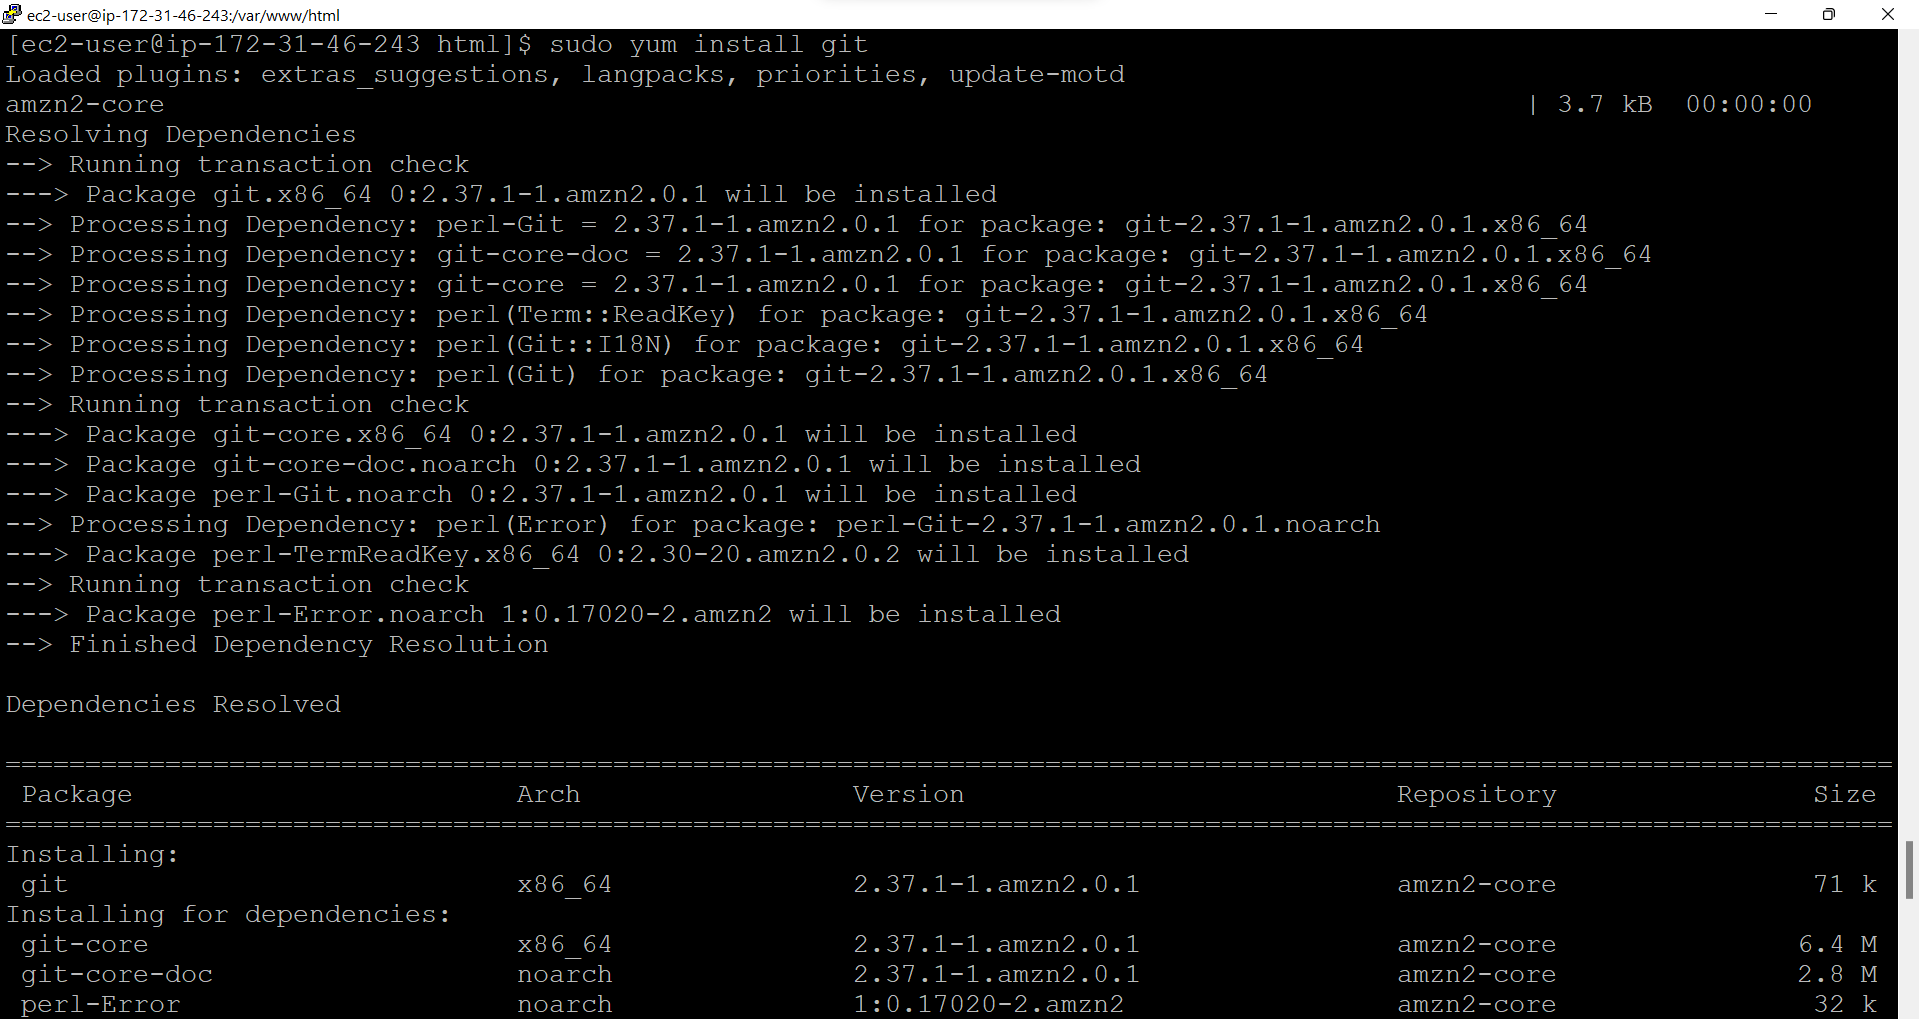 ec2-user@ip-172-31-46-243:/var/www/html
[ec2-user@ip-172-31-46-243 html]$ sudo yum install git
Loaded plugins: extras_suggestions, langpacks, priorities, update-motd
amzn2-core | 3.7 kB 00:00:00
Resolving Dependencies
--> Running transaction check
---> Package git.x86_64 0:2.37.1-1.amzn2.0.1 will be installed
--> Processing Dependency: perl-Git = 2.37.1-1.amzn2.0.1 for package: git-2.37.1-1.amzn2.0.1.x86_64
--> Processing Dependency: git-core-doc = 2.37.1-1.amzn2.0.1 for package: git-2.37.1-1.amzn2.0.1.x86_64
--> Processing Dependency: git-core = 2.37.1-1.amzn2.0.1 for package: git-2.37.1-1.amzn2.0.1.x86_64
--> Processing Dependency: perl(Term::ReadKey) for package: git-2.37.1-1.amzn2.0.1.x86_64
--> Processing Dependency: perl(Git::I18N) for package: git-2.37.1-1.amzn2.0.1.x86_64
--> Processing Dependency: perl(Git) for package: git-2.37.1-1.amzn2.0.1.x86_64
--> Running transaction check
---> Package git-core.x86_64 0:2.37.1-1.amzn2.0.1 will be installed
---> Package git-core-doc.noarch 0:2.37.1-1.amzn2.0.1 will be installed
---> Package perl-Git.noarch 0:2.37.1-1.amzn2.0.1 will be installed
--> Processing Dependency: perl(Error) for package: perl-Git-2.37.1-1.amzn2.0.1.noarch
---> Package perl-TermReadKey.x86_64 0:2.30-20.amzn2.0.2 will be installed
--> Running transaction check
---> Package perl-Error.noarch 1:0.17020-2.amzn2 will be installed
--> Finished Dependency Resolution
Dependencies Resolved
Package Arch Version Repository Size
Installing:
git x86_64 2.37.1-1.amzn2.0.1 amzn2-core 71 k
Installing for dependencies:
git-core x86_64 2.37.1-1.amzn2.0.1 amzn2-core 6.4 M
git-core-doc noarch 2.37.1-1.amzn2.0.1 amzn2-core 2.8 M
perl-Error noarch 1:0.17020-2.amzn2 amzn2-core 32 k